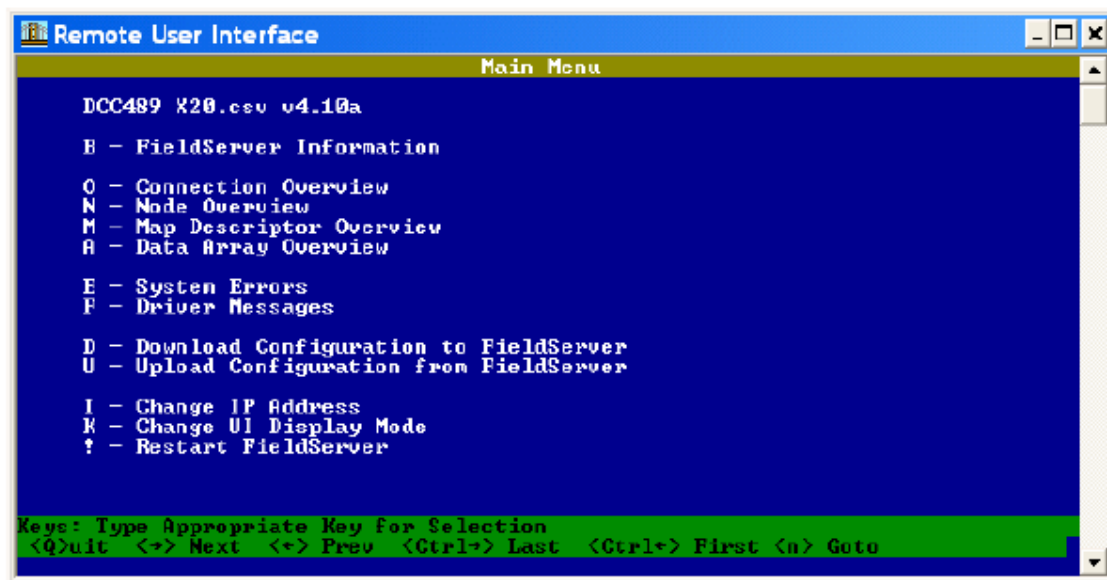 Remote User Interface
Main Menu
DCC489 X20.csv v4.10a
B - FieldServer Information
O - Connection Overview
N - Node Overview
M - Map Descriptor Overview
A - Data Array Overview
E - System Errors
F - Driver Messages
D - Download Configuration to FieldServer
U - Upload Configuration from FieldServer
I - Change IP Address
K - Change UI Display Mode
! - Restart FieldServer
Keys: Type Appropriate Key for Selection
<Q>uit <→> Next <←> Prev <Ctrl→> Last <Ctrl←> First <n> Goto